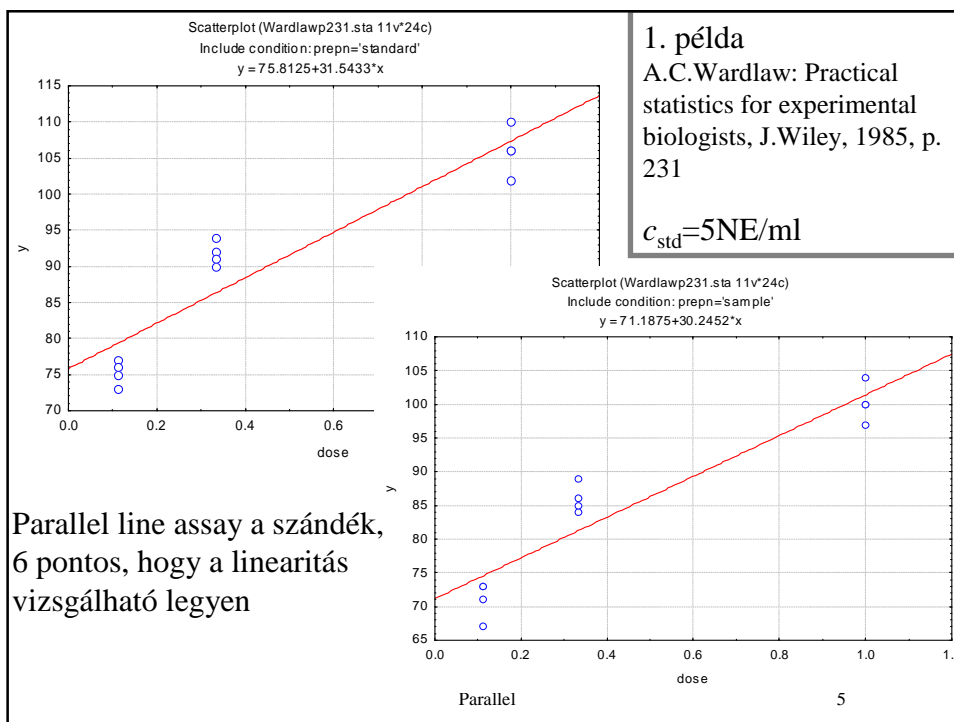 Scatterplot (Wardlawp231.sta 11v*24c)
Include condition: prepn='standard'
y = 75.8125+31.5433*x
115
110
105
100
95
90
85
80
75
70
y
0.0 0.2 0.4 0.6
dose
1. példa
A.C.Wardlaw: Practical
statistics for experimental
biologists, J.Wiley, 1985, p.
231
cstd=5NE/ml
Scatterplot (Wardlawp231.sta 11v*24c)
Include condition: prepn='sample'
y = 71.1875+30.2452*x
110
105
100
95
90
85
80
75
70
65
y
0.0 0.2 0.4 0.6 0.8 1.0 1.
dose
Parallel line assay a szándék,
6 pontos, hogy a linearitás
vizsgálható legyen
Parallel 5